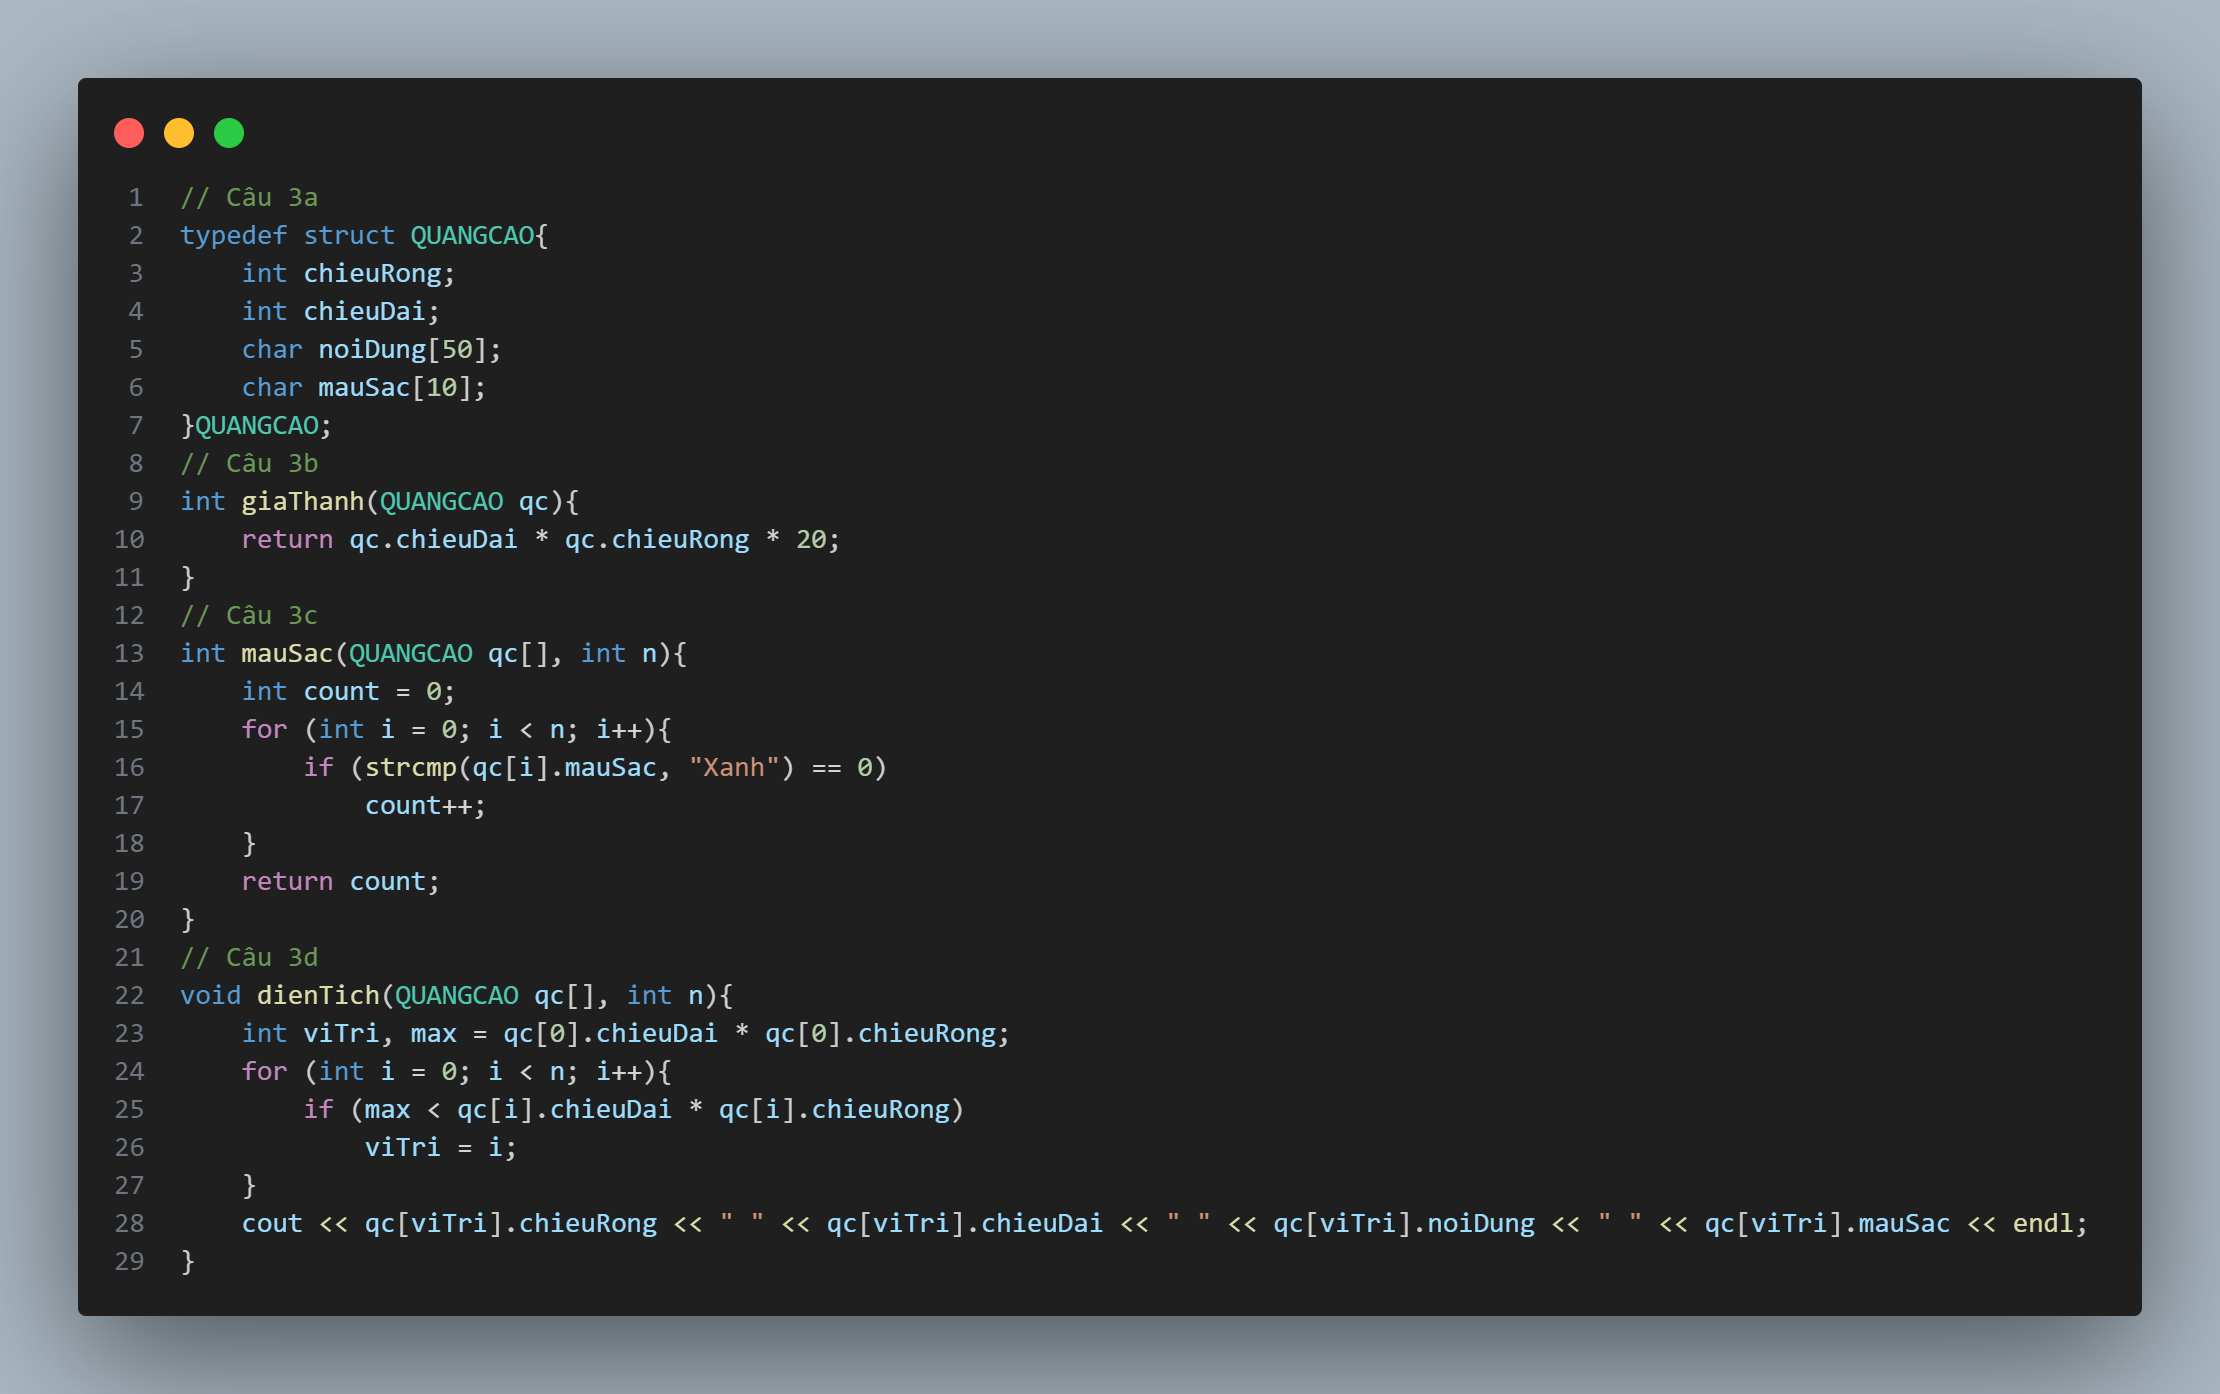 1 // Câu 3a
2 typedef struct QUANGCAO{
3     int chieuRong;
4     int chieuDai;
5     char noiDung[50];
6     char mauSac[10];
7 }QUANGCAO;
8 // Câu 3b
9 int giaThanh(QUANGCAO qc){
10     return qc.chieuDai * qc.chieuRong * 20;
11 }
12 // Câu 3c
13 int mauSac(QUANGCAO qc[], int n){
14     int count = 0;
15     for (int i = 0; i < n; i++){
16         if (strcmp(qc[i].mauSac, "Xanh") == 0)
17             count++;
18     }
19     return count;
20 }
21 // Câu 3d
22 void dienTich(QUANGCAO qc[], int n){
23     int viTri, max = qc[0].chieuDai * qc[0].chieuRong;
24     for (int i = 0; i < n; i++){
25         if (max < qc[i].chieuDai * qc[i].chieuRong)
26             viTri = i;
27     }
28     cout << qc[viTri].chieuRong << " " << qc[viTri].chieuDai << " " << qc[viTri].noiDung << " " << qc[viTri].mauSac << endl;
29 }